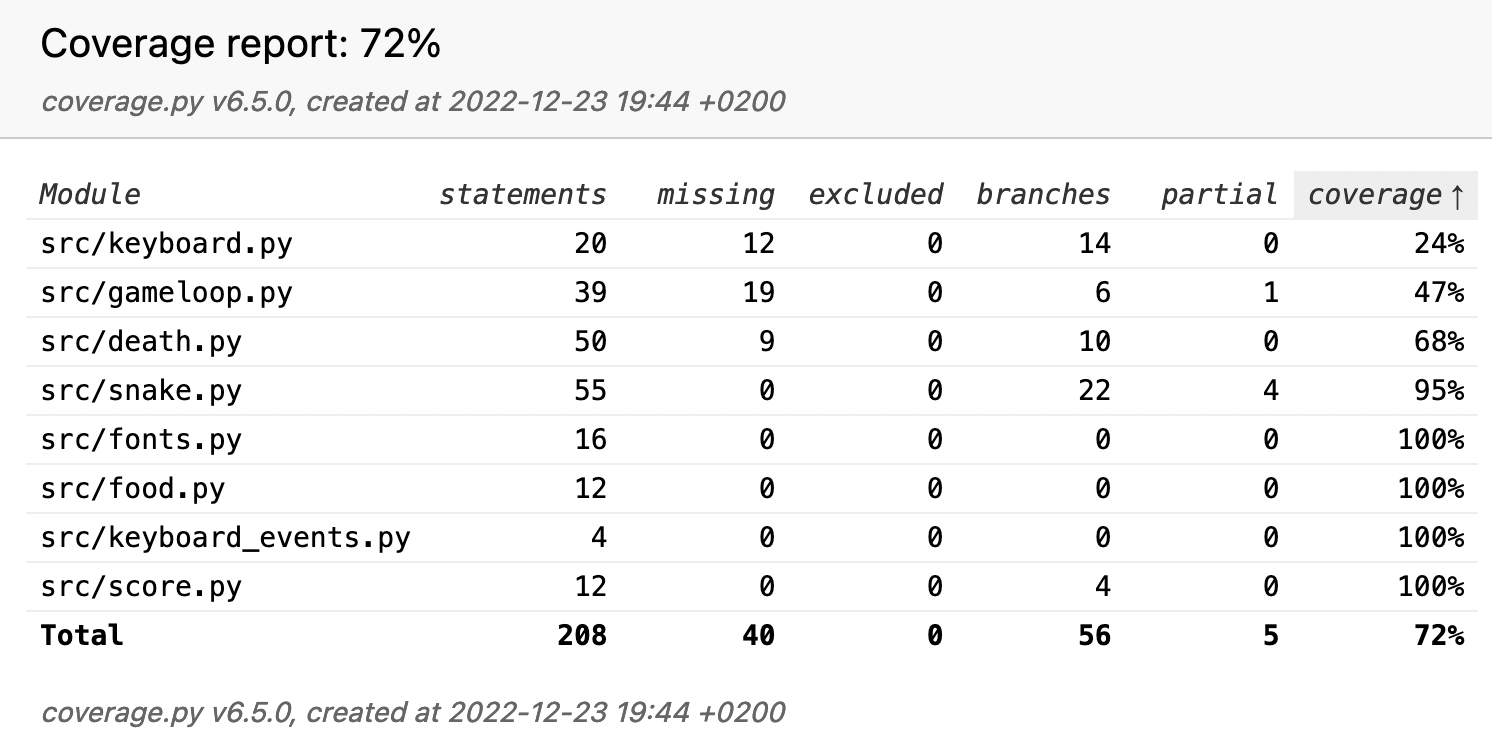 Coverage report: 72%
coverage.py v6.5.0, created at 2022-12-23 19:44 +0200
Module statements missing excluded branches partial coverage ↑
src/keyboard.py 20 12 0 14 0 24%
src/gameloop.py 39 19 0 6 1 47%
src/death.py 50 9 0 10 0 68%
src/snake.py 55 0 0 22 4 95%
src/fonts.py 16 0 0 0 0 100%
src/food.py 12 0 0 0 0 100%
src/keyboard_events.py 4 0 0 0 0 100%
src/score.py 12 0 0 4 0 100%
Total 208 40 0 56 5 72%
coverage.py v6.5.0, created at 2022-12-23 19:44 +0200